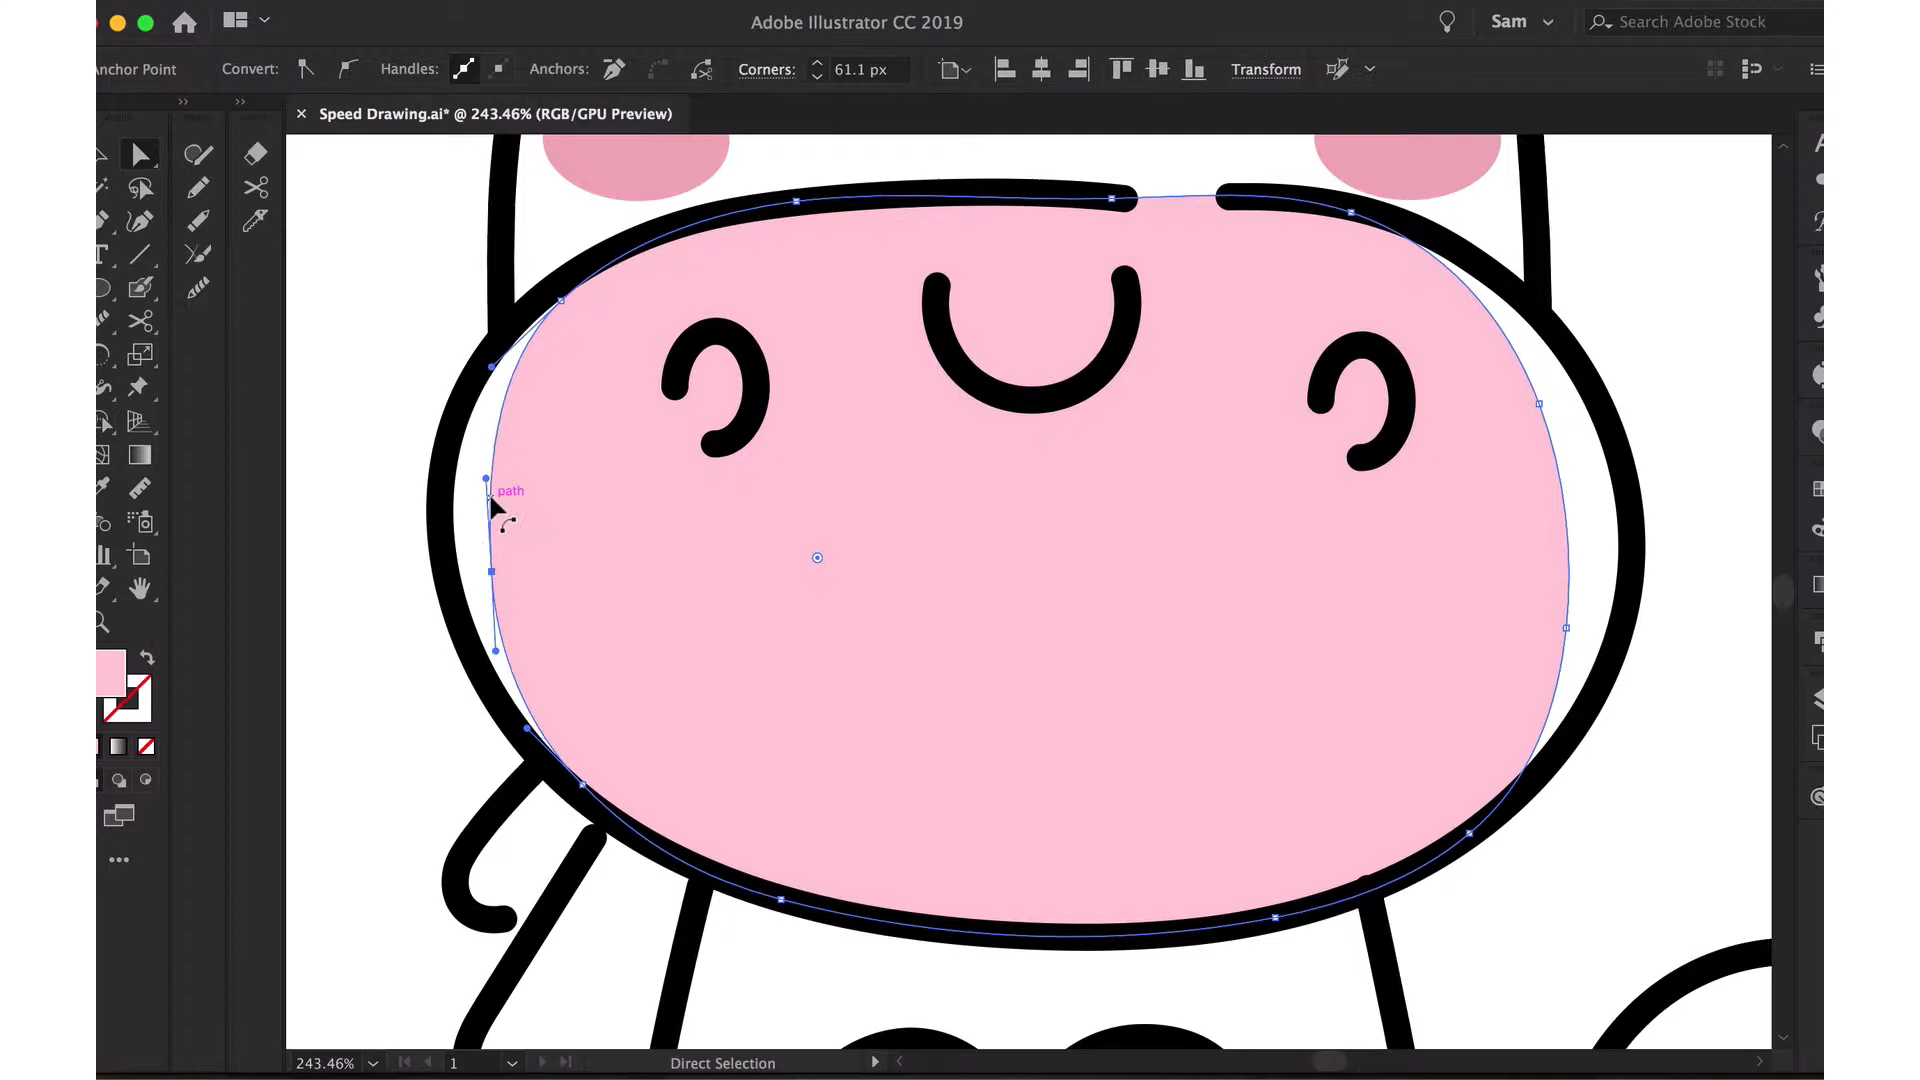 Adobe Illustrator CC 2019
Sam
Search Adobe Stock
Anchor Point
Convert:
Handles:
Anchors:
Corners:
61.1 px
Transform
Speed Drawing.ai* @ 243.46% (RGB/GPU Preview)
path
243.46%
1
Direct Selection